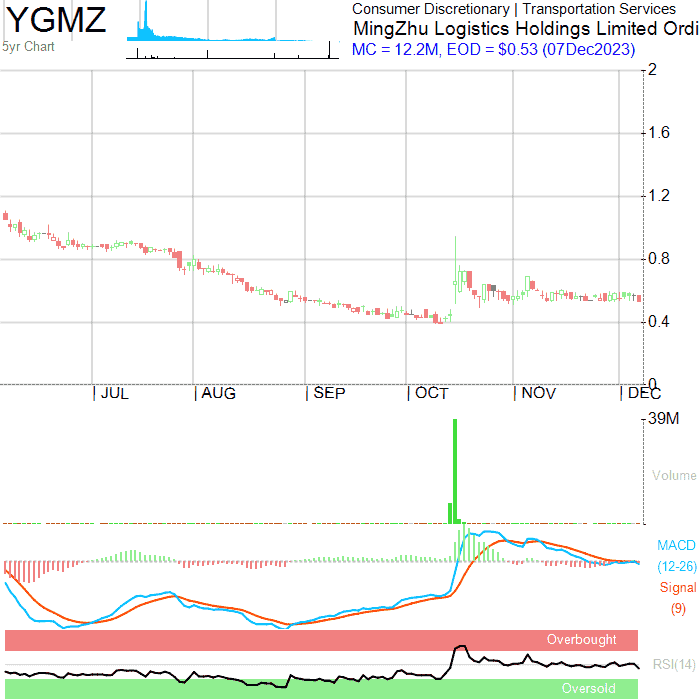 YGMZ
5yr Chart
Consumer Discretionary | Transportation Services
MingZhu Logistics Holdings Limited Ordi
MC = 12.2M, EOD = $0.53 (07Dec2023)
2
1.6
1.2
0.8
0.4
0
JUL AUG SEP OCT NOV DEC
39M
Volume
MACD
(12-26)
Signal
(9)
Overbought
RSI(14)
Oversold